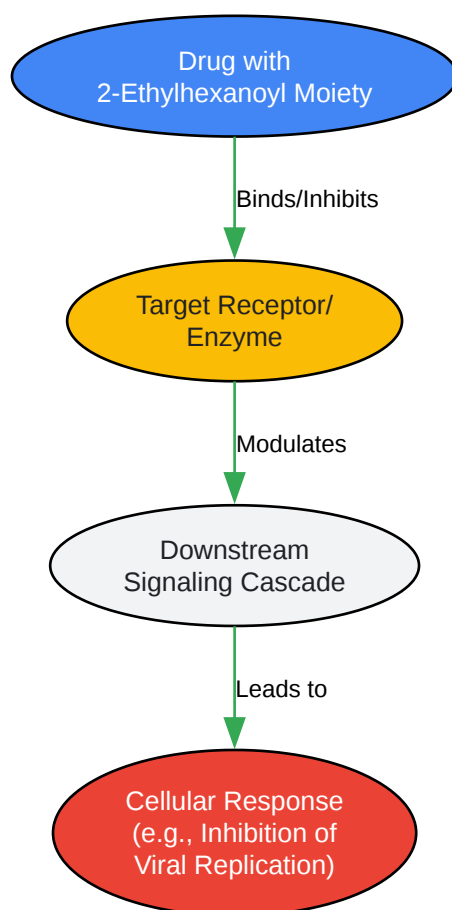 Drug with
2-Ethylhexanoyl Moiety
Binds/Inhibits
Target Receptor/
Enzyme
Modulates
Downstream
Signaling Cascade
Leads to
Cellular Response
(e.g., Inhibition of
Viral Replication)